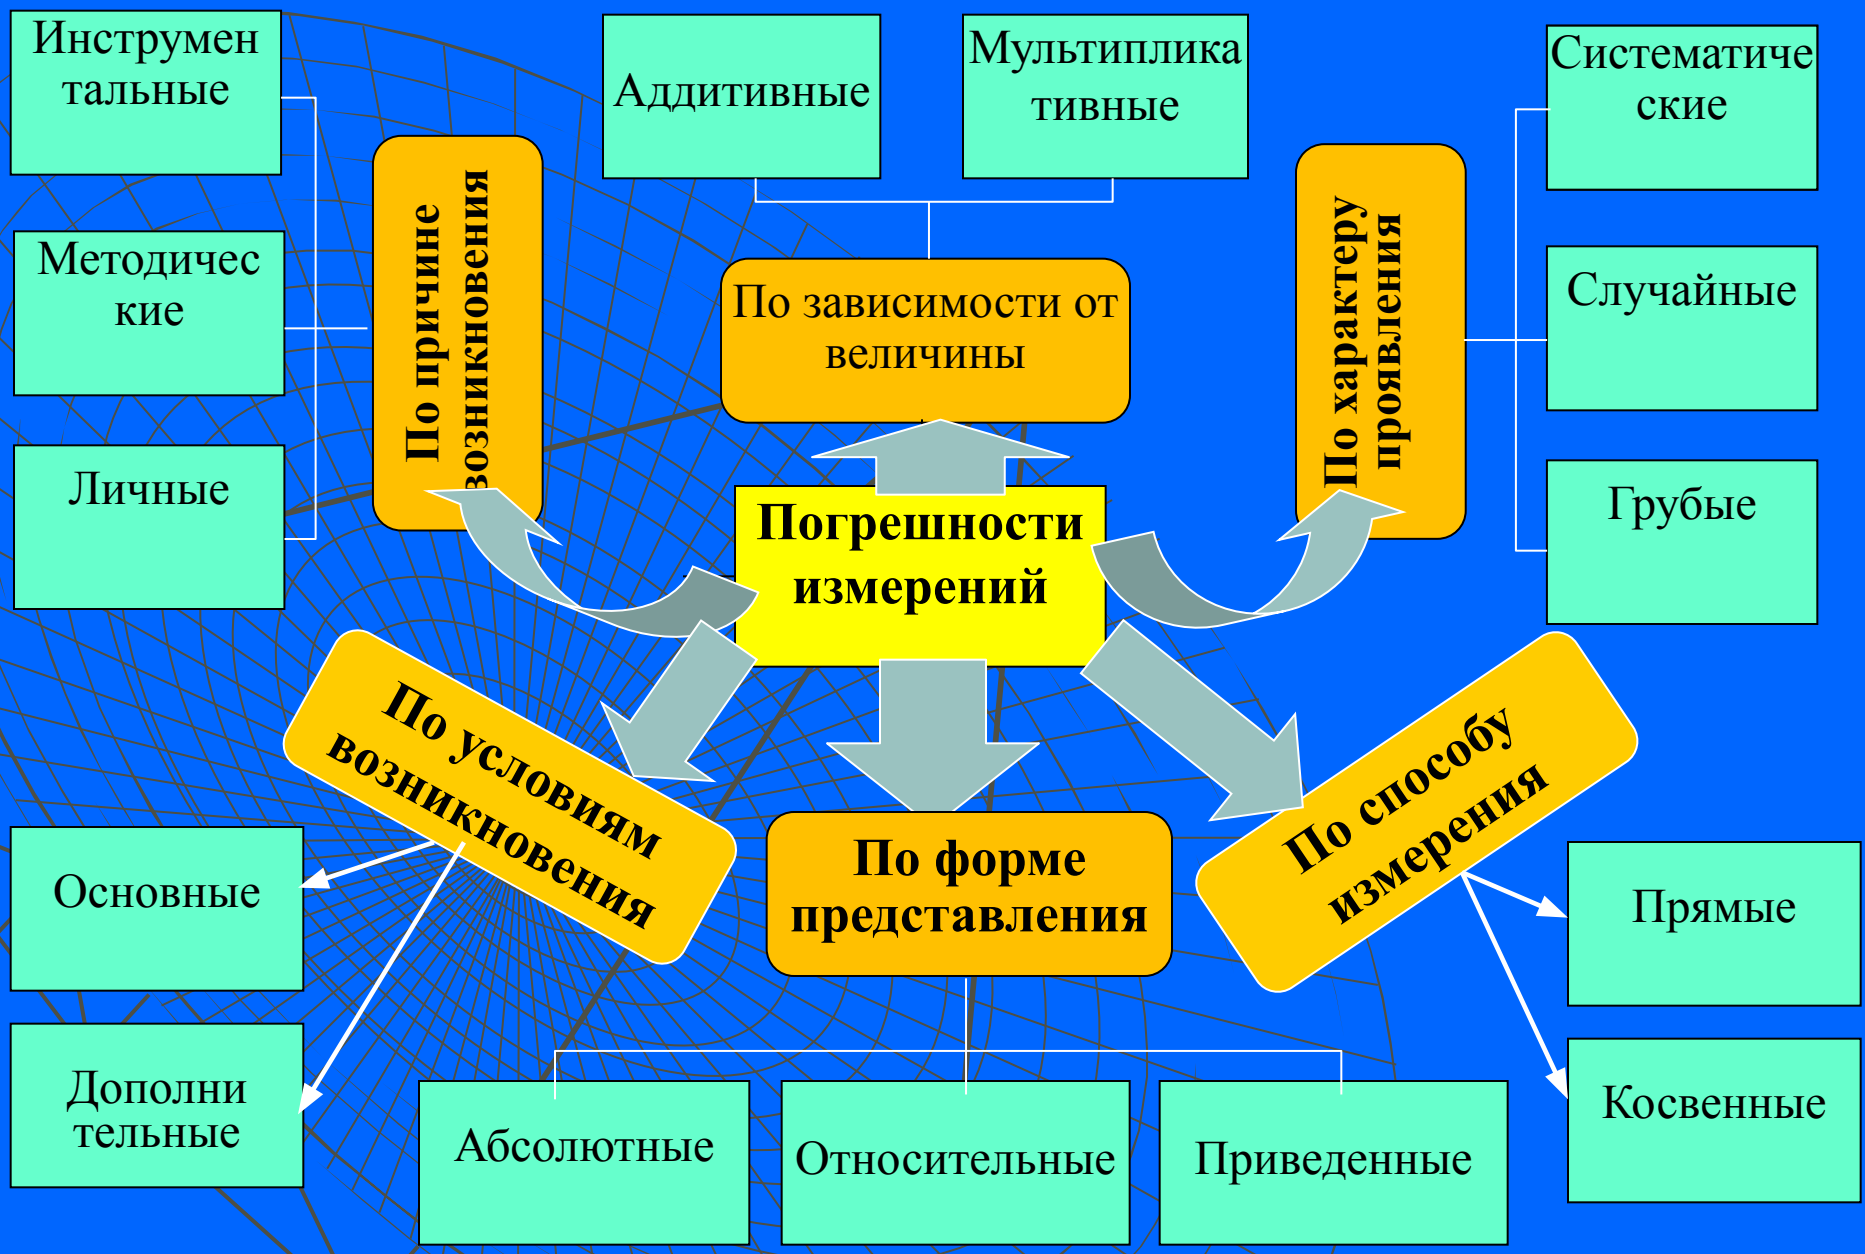 Инструмен
тальные
Аддитивные
Мультиплика
тивные
Систематиче
ские
По причине
возникновения
По характеру
проявления
Методичес
кие
По зависимости от
величины
Случайные
Личные
Погрешности
измерений
Грубые
По условиям
возникновения
По форме
представления
По способу
измерения
Основные
Прямые
Дополни
тельные
Абсолютные
Относительные
Приведенные
Косвенные